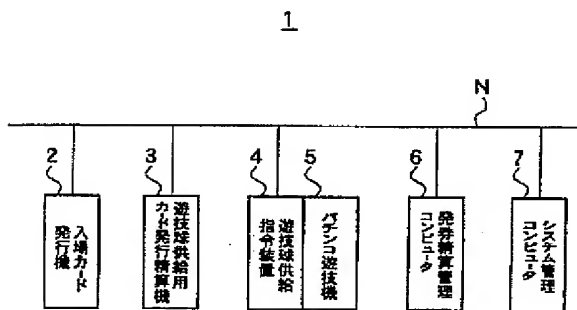 1
N
2
3
4
5
6
7
入場カード
発行機
遊技球供給用
カード発行精算機
遊技球供給
指令装置
パチンコ遊技機
発券精算管理
コンピュータ
システム管理
コンピュータ